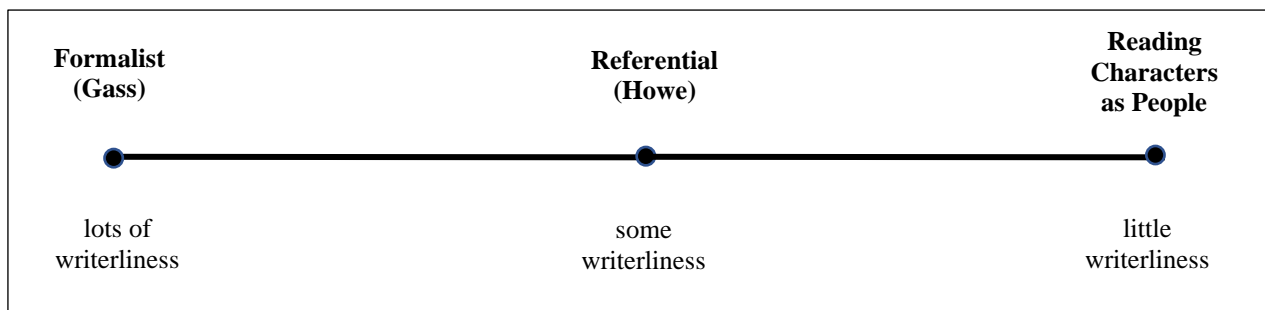 Formalist
(Gass)
Referential
(Howe)
Reading
Characters
as People
lots of
writerliness
some
writerliness
little
writerliness